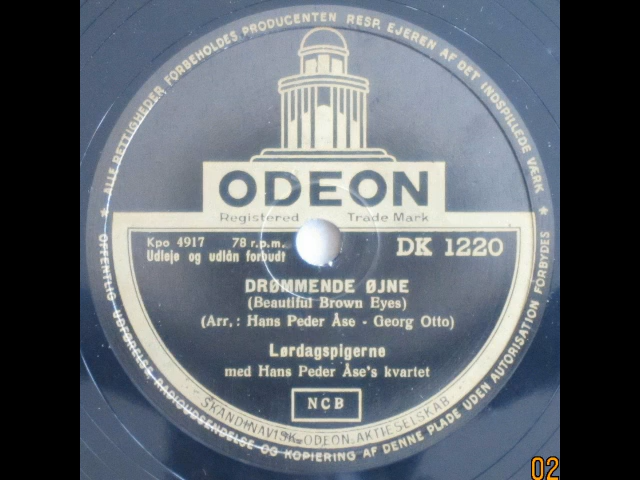 ★ ALLE RETTIGHEDER FORBEHOLDES PRODUCENTEN RESP. EJEREN AF DET INDSPILLEDE VÆRK ★
ODEON
Registered Trade Mark
Kpo 4917 78 r.p.m. DK 1220
Udleje og udlån forbudt
DRØMMENDE ØJNE
(Beautiful Brown Eyes)
(Arr,: Hans Peder Åse - Georg Otto)
Lørdagspigerne
med Hans Peder Åse's kvartet
NCB
SKANDINAVISK-ODEON-AKTIESELSKAB
OFFENTLIG UDFØRELSE, RADIOUDSENDELSE OG KOPIERING AF DENNE PLADE UDEN AUTORISATION FORBYDES
02